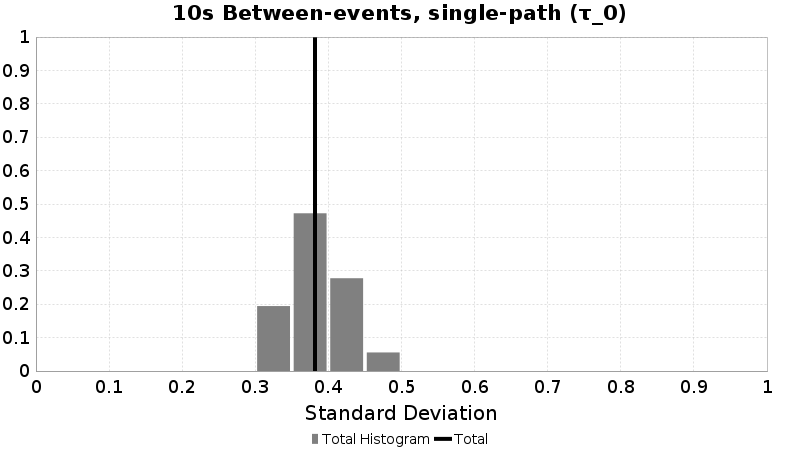 10s Between-events, single-path (τ_0)
1
0.9
0.8
0.7
0.6
0.5
0.4
0.3
0.2
0.1
0
0 0.1 0.2 0.3 0.4 0.5 0.6 0.7 0.8 0.9 1
Standard Deviation
Total Histogram Total